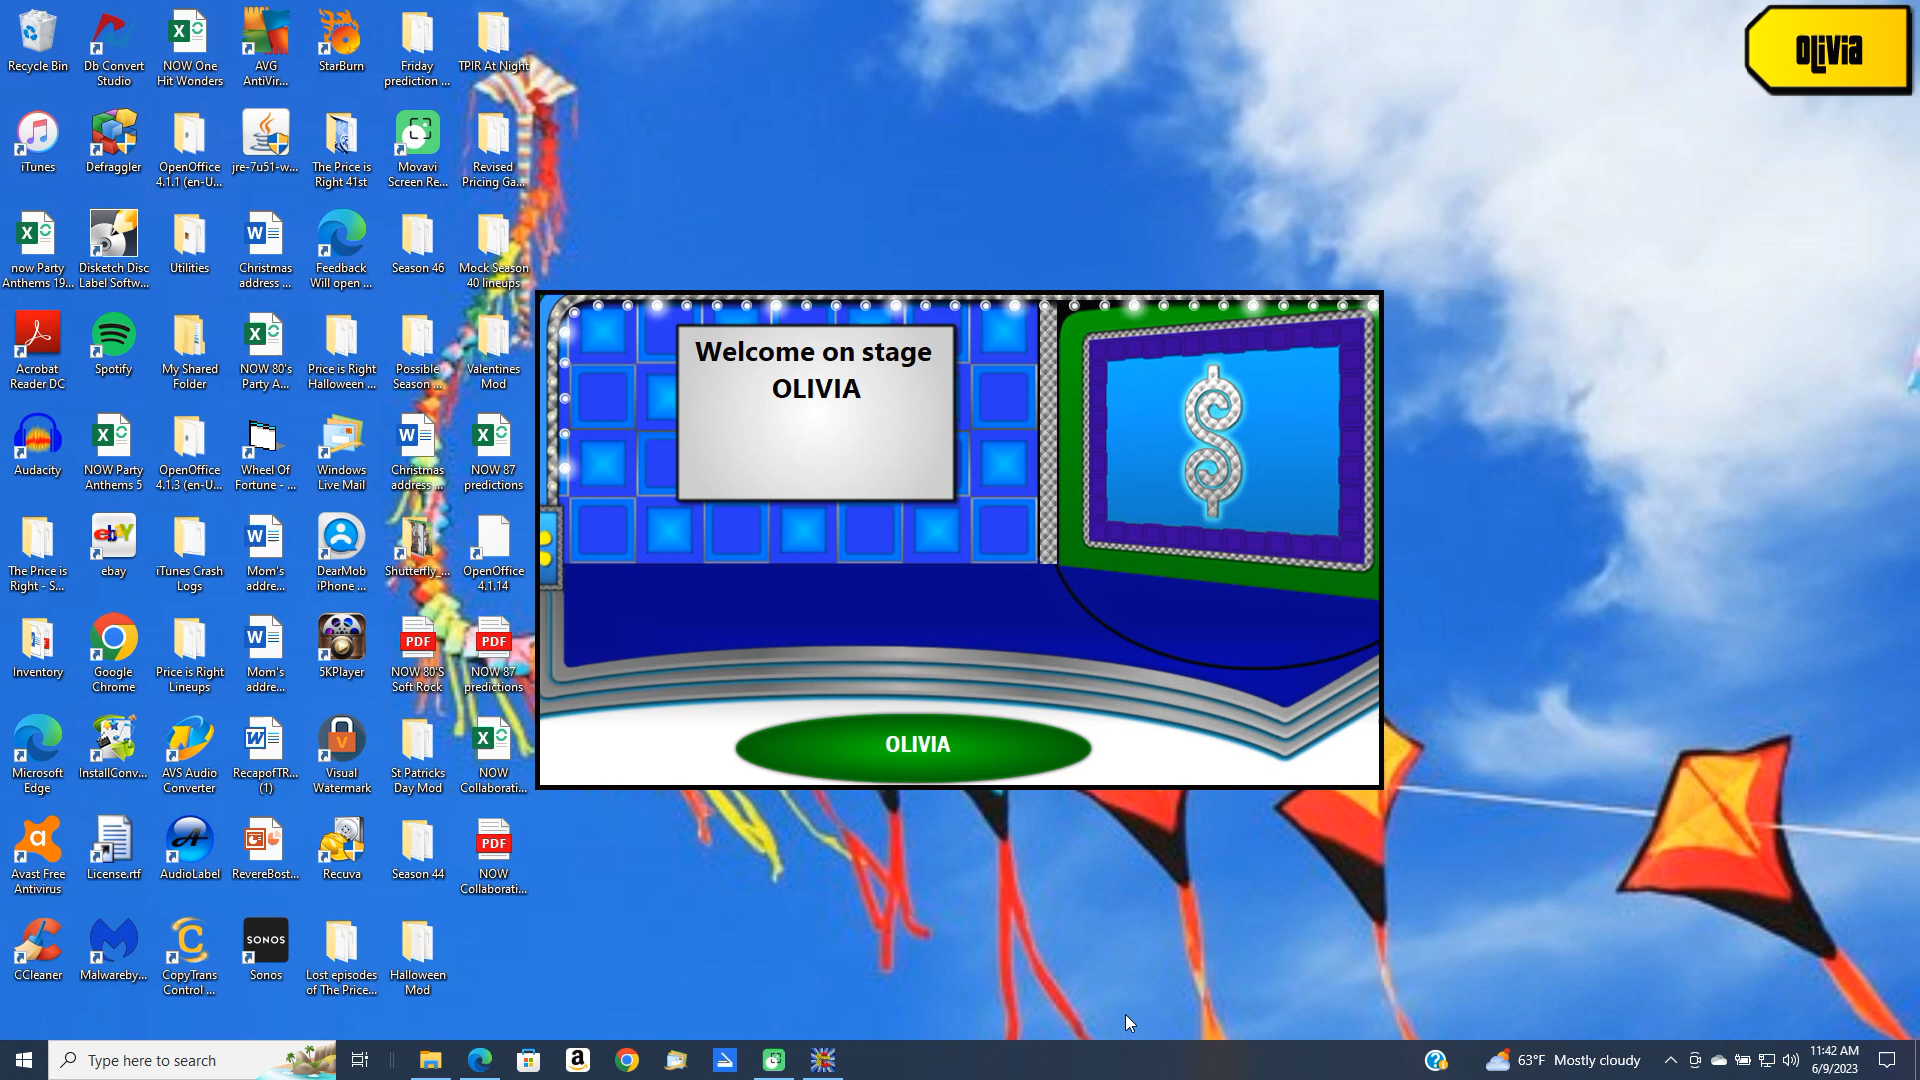 Recycle Bin
Db Convert
Studio
NOW One
Hit Wonders
AVG
AntiVir...
StarBurn
Friday
prediction ...
TPIR At Night
OLIVIA
iTunes
Defraggler
OpenOffice
4.1.1 (en-U...
jre-7u51-w...
The Price is
Right 41st
Movavi
Screen Re...
Revised
Pricing Ga...
now Party
Anthems 19...
Disketch Disc
Label Softw...
Utilities
Christmas
address ...
Feedback
Will open ...
Season 46
Mock Season
40 lineups
Acrobat
Reader DC
Spotify
My Shared
Folder
NOW 80's
Party A...
Price is Right
Halloween ...
Possible
Season ...
Valentines
Mod
Welcome on stage
OLIVIA
Audacity
NOW Party
Anthems 5
OpenOffice
4.1.3 (en-U...
Wheel Of
Fortune - ...
Windows
Live Mail
Christmas
address ...
NOW 87
predictions
The Price is
Right - S...
ebay
ebay
iTunes Crash
Logs
Mom's
addre...
DearMob
iPhone ...
Shutterfly_...
OpenOffice
4.1.14
Inventory
Google
Chrome
Price is Right
Lineups
Mom's
addre...
5KPlayer
PDF
NOW 80'S
Soft Rock
PDF
NOW 87
predictions
Microsoft
Edge
InstallConv...
AVS Audio
Converter
RecapofTR...
(1)
Visual
Watermark
St Patricks
Day Mod
NOW
Collaborati...
OLIVIA
Avast Free
Antivirus
License.rtf
AudioLabel
RevereBost...
Recuva
Season 44
PDF
NOW
Collaborati...
CCleaner
Malwareby...
CopyTrans
Control ...
SONOS
Sonos
Lost episodes
of The Price...
Halloween
Mod
Type here to search
63°F Mostly cloudy
11:42 AM
6/9/2023